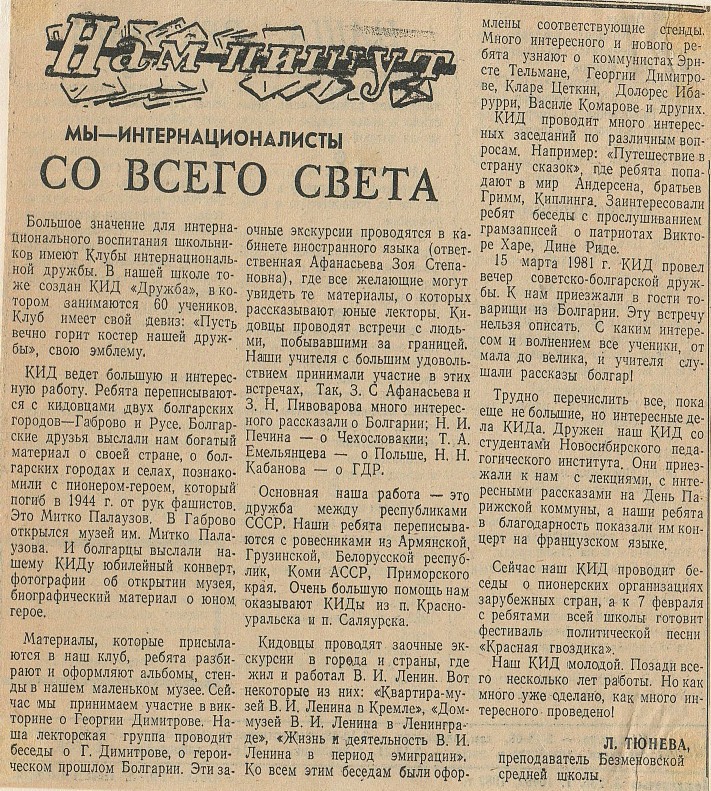 Нам пишут
МЫ—ИНТЕРНАЦИОНАЛИСТЫ
СО ВСЕГО СВЕТА
Большое значение для интерна-
ционального воспитания школьни-
ков имеют Клубы интернациональ-
ной дружбы. В нашей школе то-
же создан КИД «Дружба», в ко-
тором занимаются 60 учеников.
Клуб имеет свой девиз: «Пусть
вечно горит костер нашей друж-
бы», свою эмблему.
КИД ведет большую и интерес-
ную работу. Ребята переписывают-
ся с кидовцами двух болгарских
городов—Габрово и Русе. Болгар-
ские друзья выслали нам богатый
материал о своей стране, о бол-
гарских городах и селах, познако-
мили с пионером-героем, который
погиб в 1944 г. от рук фашистов.
Это Митко Палаузов. В Габрово
открылся музей им. Митко Пала-
узова. И болгарцы выслали на-
шему КИДу юбилейный конверт,
фотографии об открытии музея,
биографический материал о юном
герое.
Материалы, которые присыла-
ются в наш клуб, ребята разби-
рают и оформляют альбомы, стен-
ды в нашем маленьком музее. Сей-
час мы принимаем участие в вик-
торине о Георгии Димитрове. На-
ша лекторская группа проводит
беседы о Г. Димитрове, о герои-
ческом прошлом Болгарии. Эти за-
очные экскурсии проводятся в ка-
бинете иностранного языка (ответ-
ственная Афанасьева Зоя Степа-
новна), где все желающие могут
увидеть те материалы, о которых
рассказывают юные лекторы. Ки-
довцы проводят встречи с людь-
ми, побывавшими за границей.
Наши учителя с большим удоволь-
ствием принимали участие в этих
встречах, Так, З. С Афанасьева и
З. Н. Пивоварова много интерес-
ного рассказали о Болгарии; Н. И.
Печина — о Чехословакии; Т. А.
Емельянцева — о Польше, Н. Н.
Кабанова — о ГДР.
Основная наша работа — это
дружба между республиками
СССР. Наши ребята переписыва-
ются с ровесниками из Армянской,
Грузинской, Белорусской респуб-
лик, Коми АССР, Приморского
края. Очень большую помощь нам
оказывают КИДы из п. Красно-
уральска и п. Саляурска.
Кидовцы проводят заочные эк-
скурсии в города и страны, где
жил и работал В. И. Ленин. Вот
некоторые из них: «Квартира-му-
зей В. И. Ленина в Кремле», «Дом-
музей В. И. Ленина в Ленингра-
де», «Жизнь и деятельность В. И.
Ленина в период эмиграции».
Ко всем этим беседам были офор-
млены соответствующие стенды.
Много интересного и нового ре-
бята узнают о коммунистах Эрн-
сте Тельмане, Георгии Димитро-
ве, Кларе Цеткин, Долорес Иба-
рурри, Василе Комарове и других.
КИД проводит много интерес-
ных заседаний по различным воп-
росам. Например: «Путешествие в
страну сказок», где ребята попа-
дают в мир Андерсена, братьев
Гримм, Киплинга. Заинтересовали
ребят беседы с прослушиванием
грамзаписей о патриотах Викто-
ре Харе, Дине Риде.
15 марта 1981 г. КИД провел
вечер советско-болгарской друж-
бы. К нам приезжали в гости то-
варищи из Болгарии. Эту встречу
нельзя описать. С каким интере-
сом и волнением все ученики, от
мала до велика, и учителя слу-
шали рассказы болгар!
Трудно перечислить все, пока
еще не большие, но интересные де-
ла КИДа. Дружен наш КИД со
студентами Новосибирского педа-
гогического института. Они приез-
жали к нам с лекциями, с инте-
ресными рассказами на День Па-
рижской коммуны, а наши ребята
в благодарность показали им кон-
церт на французском языке.
Сейчас наш КИД проводит бе-
седы о пионерских организациях
зарубежных стран, а к 7 февраля
с ребятами всей школы готовит
фестиваль политической песни
«Красная гвоздика».
Наш КИД молодой. Позади все-
го несколько лет работы. Но как
много уже сделано, как много ин-
тересного проведено!
Л. ТЮНЕВА,
преподаватель Безменовской
средней школы.